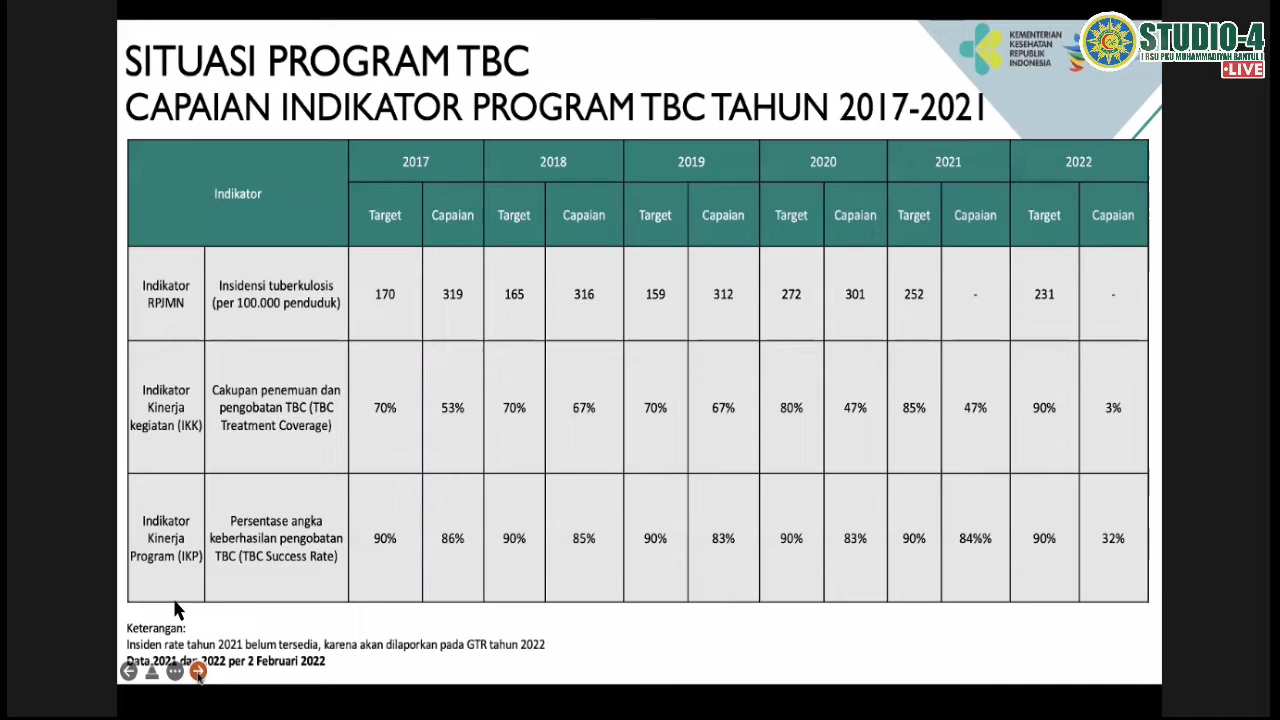 SITUASI PROGRAM TBC
CAPAIAN INDIKATOR PROGRAM TBC TAHUN 2017-2021
KEMENTERIAN
KESEHATAN
REPUBLIK
INDONESIA
STUDIO-4
[ RSU PKU MUHAMMADIYAH BANTUL ]
•LIVE
Indikator 2017 2018 2019 2020 2021 2022
Target Capaian Target Capaian Target Capaian Target Capaian Target Capaian Target Capaian
Indikator
RPJMN
Insidensi tuberkulosis
(per 100.000 penduduk)
170 319 165 316 159 312 272 301 252 - 231 -
Indikator
Kinerja
kegiatan (IKK)
Cakupan penemuan dan
pengobatan TBC (TBC
Treatment Coverage)
70% 53% 70% 67% 70% 67% 80% 47% 85% 47% 90% 3%
Indikator
Kinerja
Program (IKP)
Persentase angka
keberhasilan pengobatan
TBC (TBC Success Rate)
90% 86% 90% 85% 90% 83% 90% 83% 90% 84%% 90% 32%
Keterangan:
Insiden rate tahun 2021 belum tersedia, karena akan dilaporkan pada GTR tahun 2022
Data 2021 dan 2022 per 2 Februari 2022